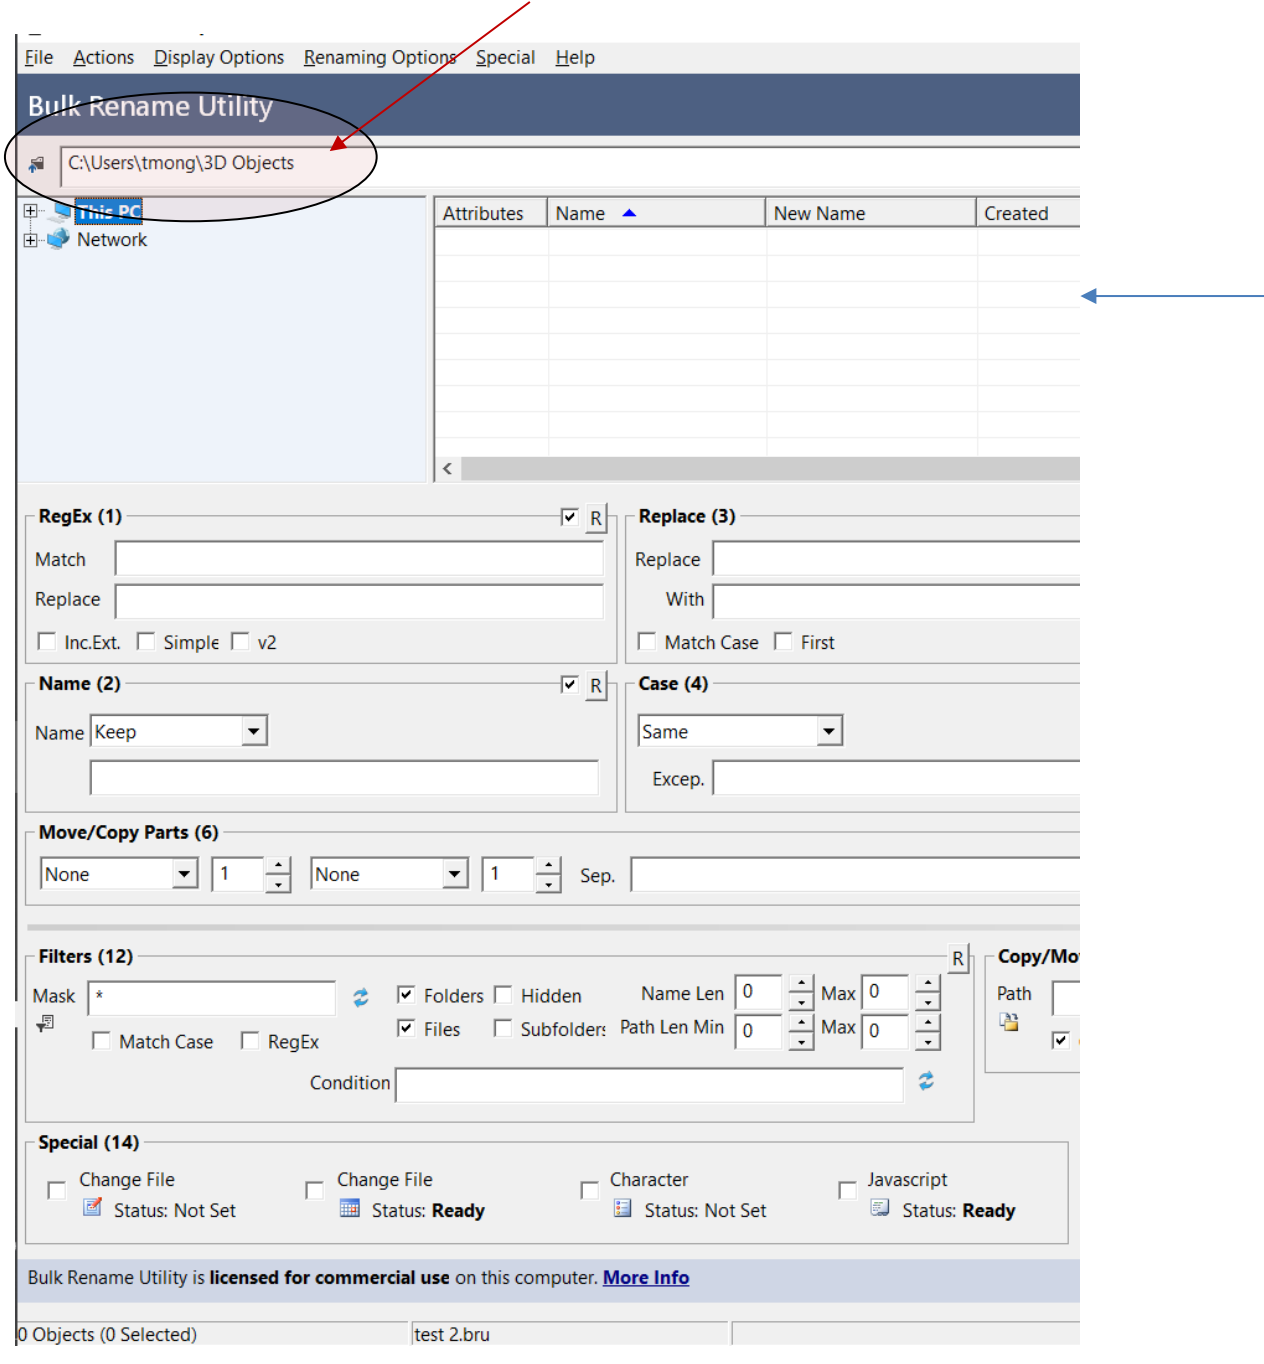 File Actions Display Options Renaming Options Special Help
Bulk Rename Utility
C:\Users\tmong\3D Objects
This PC
Network
Attributes Name New Name Created
RegEx (1) R
Match
Replace
Inc.Ext. Simple v2
Replace (3)
Replace
With
Match Case First
Name (2) R
Name Keep
Case (4)
Same
Excep.
Move/Copy Parts (6)
None 1 None 1 Sep.
Filters (12) R
Mask * Folders Hidden Name Len 0 Max 0
Files Subfolders Path Len Min 0 Max 0
Match Case RegEx
Condition
Copy/Mo
Path
Special (14)
Change File Change File Character Javascript
Status: Not Set Status: Ready Status: Not Set Status: Ready
Bulk Rename Utility is licensed for commercial use on this computer. More Info
0 Objects (0 Selected) test 2.bru